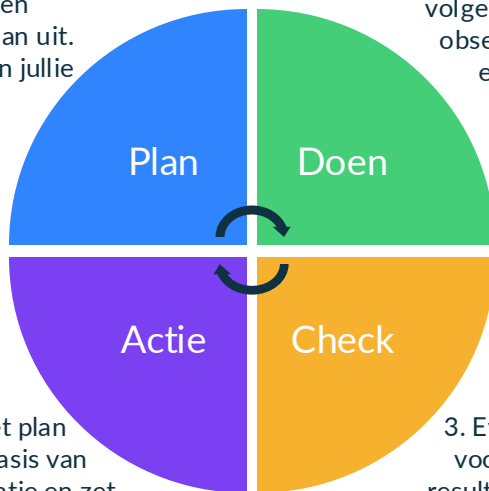 en
an uit.
n jullie
volge
obse
e
Plan
Doen
Actie
Check
t plan
asis van
3. E
voo